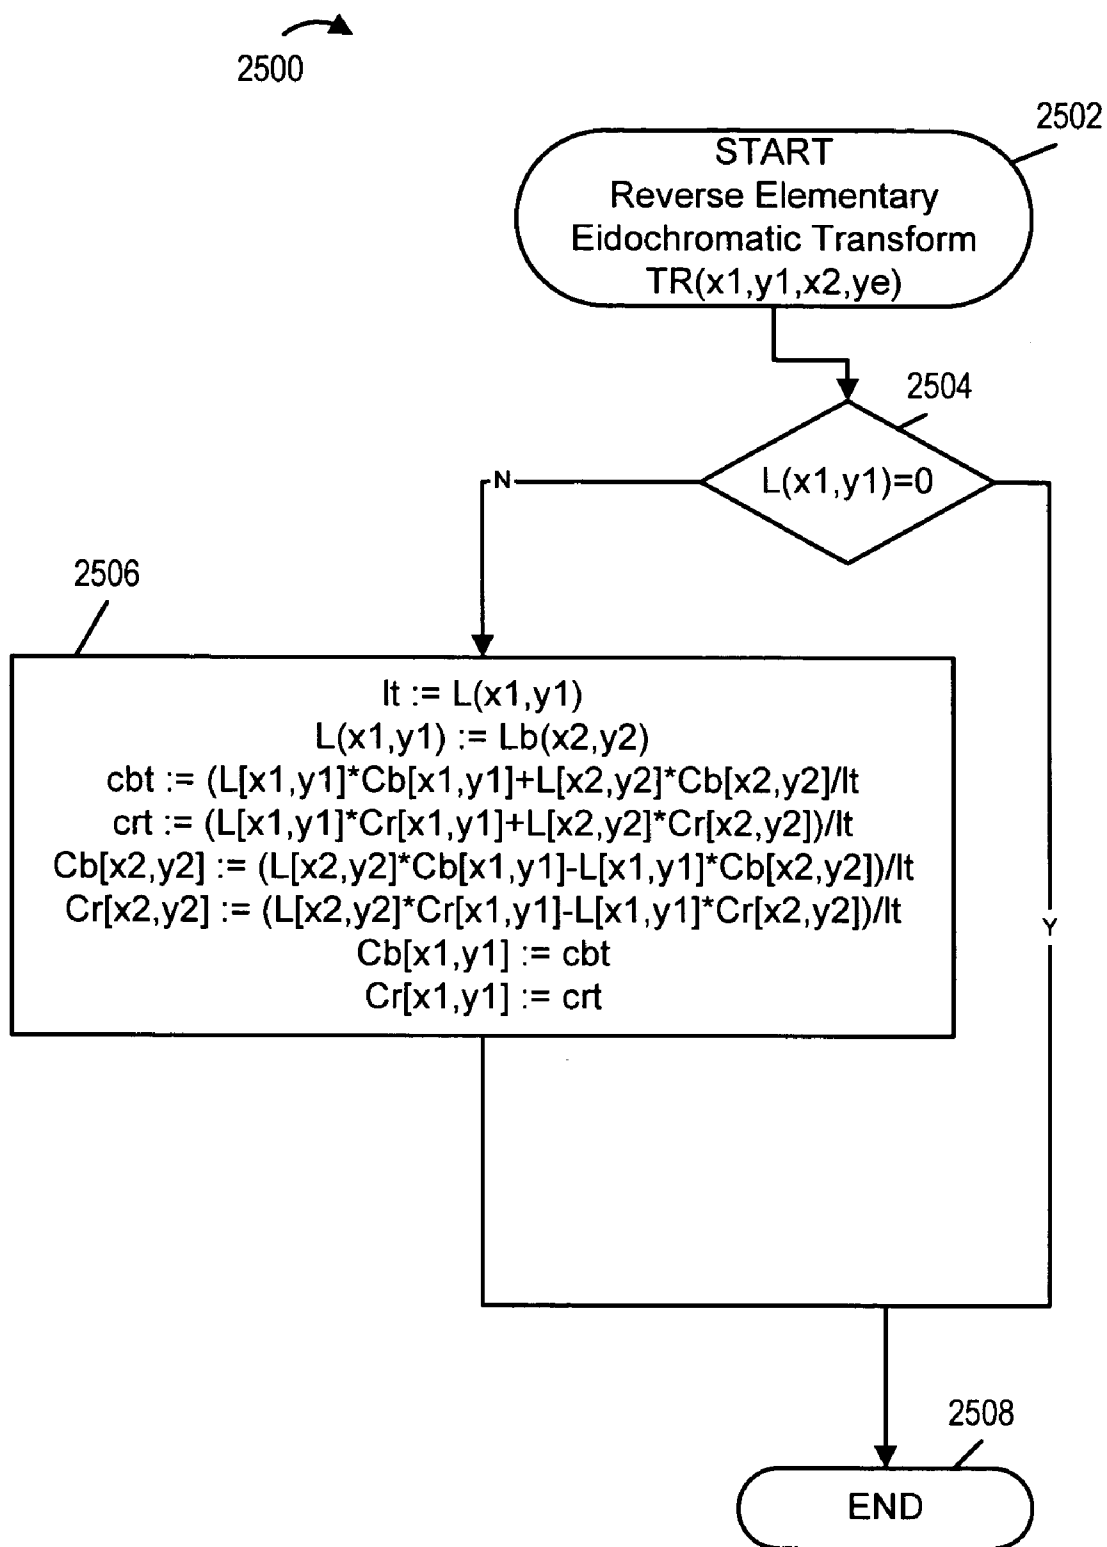 2500
2502
START
Reverse Elementary
Eidochromatic Transform
TR(x1,y1,x2,ye)
2504
L(x1,y1)=0
N
Y
2506
lt := L(x1,y1)
L(x1,y1) := Lb(x2,y2)
cbt := (L[x1,y1]*Cb[x1,y1]+L[x2,y2]*Cb[x2,y2]/lt
crt := (L[x1,y1]*Cr[x1,y1]+L[x2,y2]*Cr[x2,y2])/lt
Cb[x2,y2] := (L[x2,y2]*Cb[x1,y1]-L[x1,y1]*Cb[x2,y2])/lt
Cr[x2,y2] := (L[x2,y2]*Cr[x1,y1]-L[x1,y1]*Cr[x2,y2])/lt
Cb[x1,y1] := cbt
Cr[x1,y1] := crt
2508
END